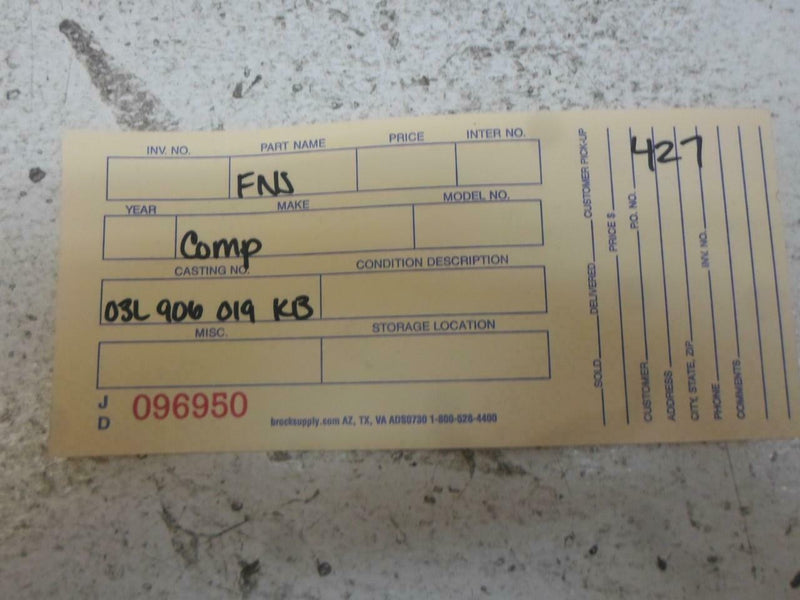 INV. NO. PART NAME PRICE INTER NO.
FNS
YEAR MAKE MODEL NO.
Comp
CASTING NO. CONDITION DESCRIPTION
03L 906 019 KB
MISC. STORAGE LOCATION
J
D
096950
brocksupply.com AZ, TX, VA ADS0730 1-800-528-4400
SOLD DELIVERED CUSTOMER PICK-UP
PRICE $
P.O. NO.
427
CUSTOMER
ADDRESS
CITY, STATE, ZIP
INV. NO.
PHONE
COMMENTS